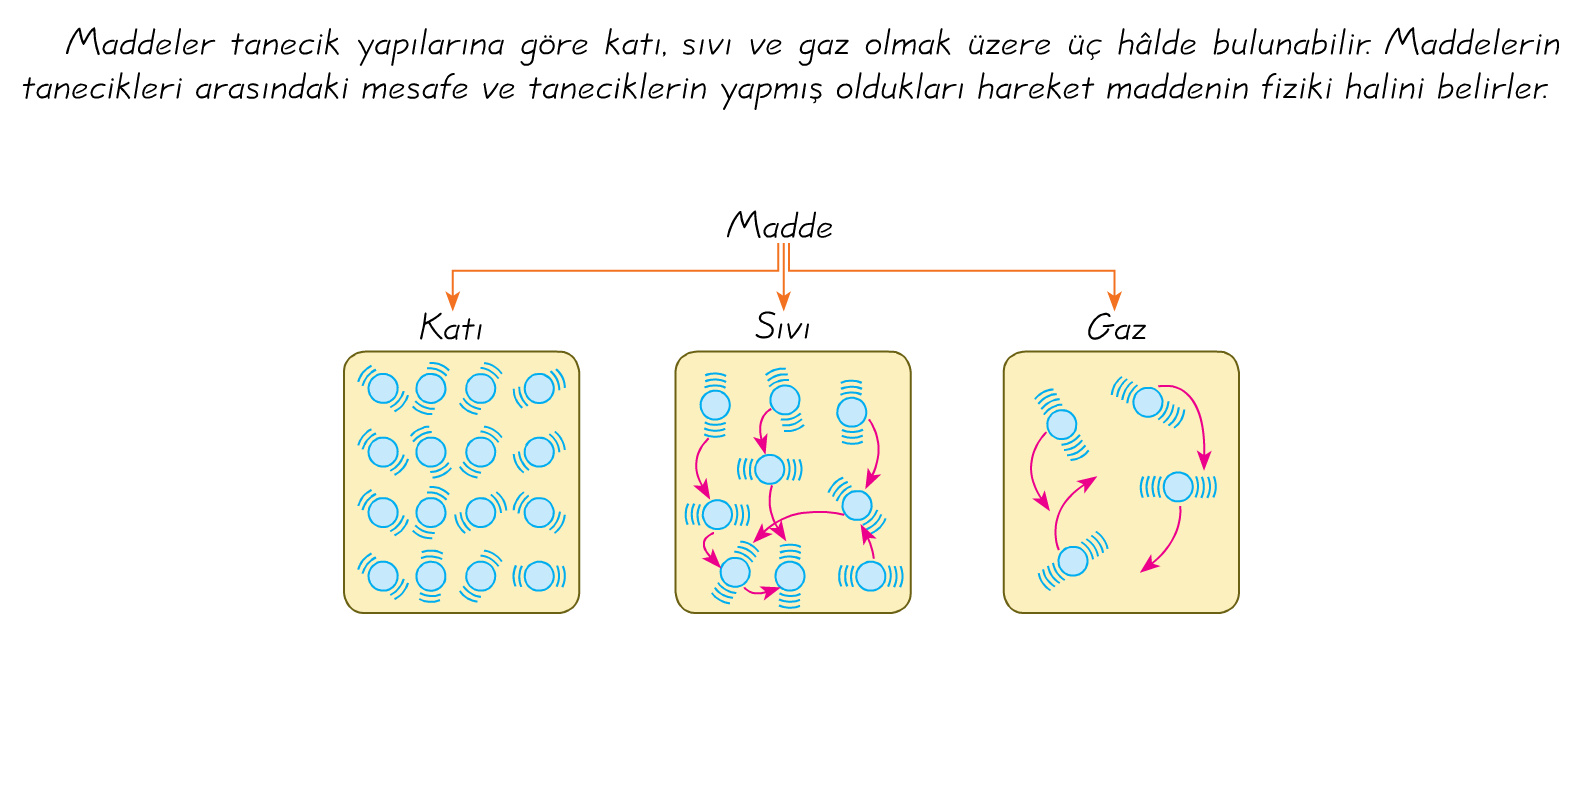 Maddeler tanecik yapılarına göre katı, sıvı ve gaz olmak üzere üç hâlde bulunabilir. Maddelerin
tanecikleri arasındaki mesafe ve taneciklerin yapmış oldukları hareket maddenin fiziki halini belirler.
Madde
Katı
Sıvı
Gaz